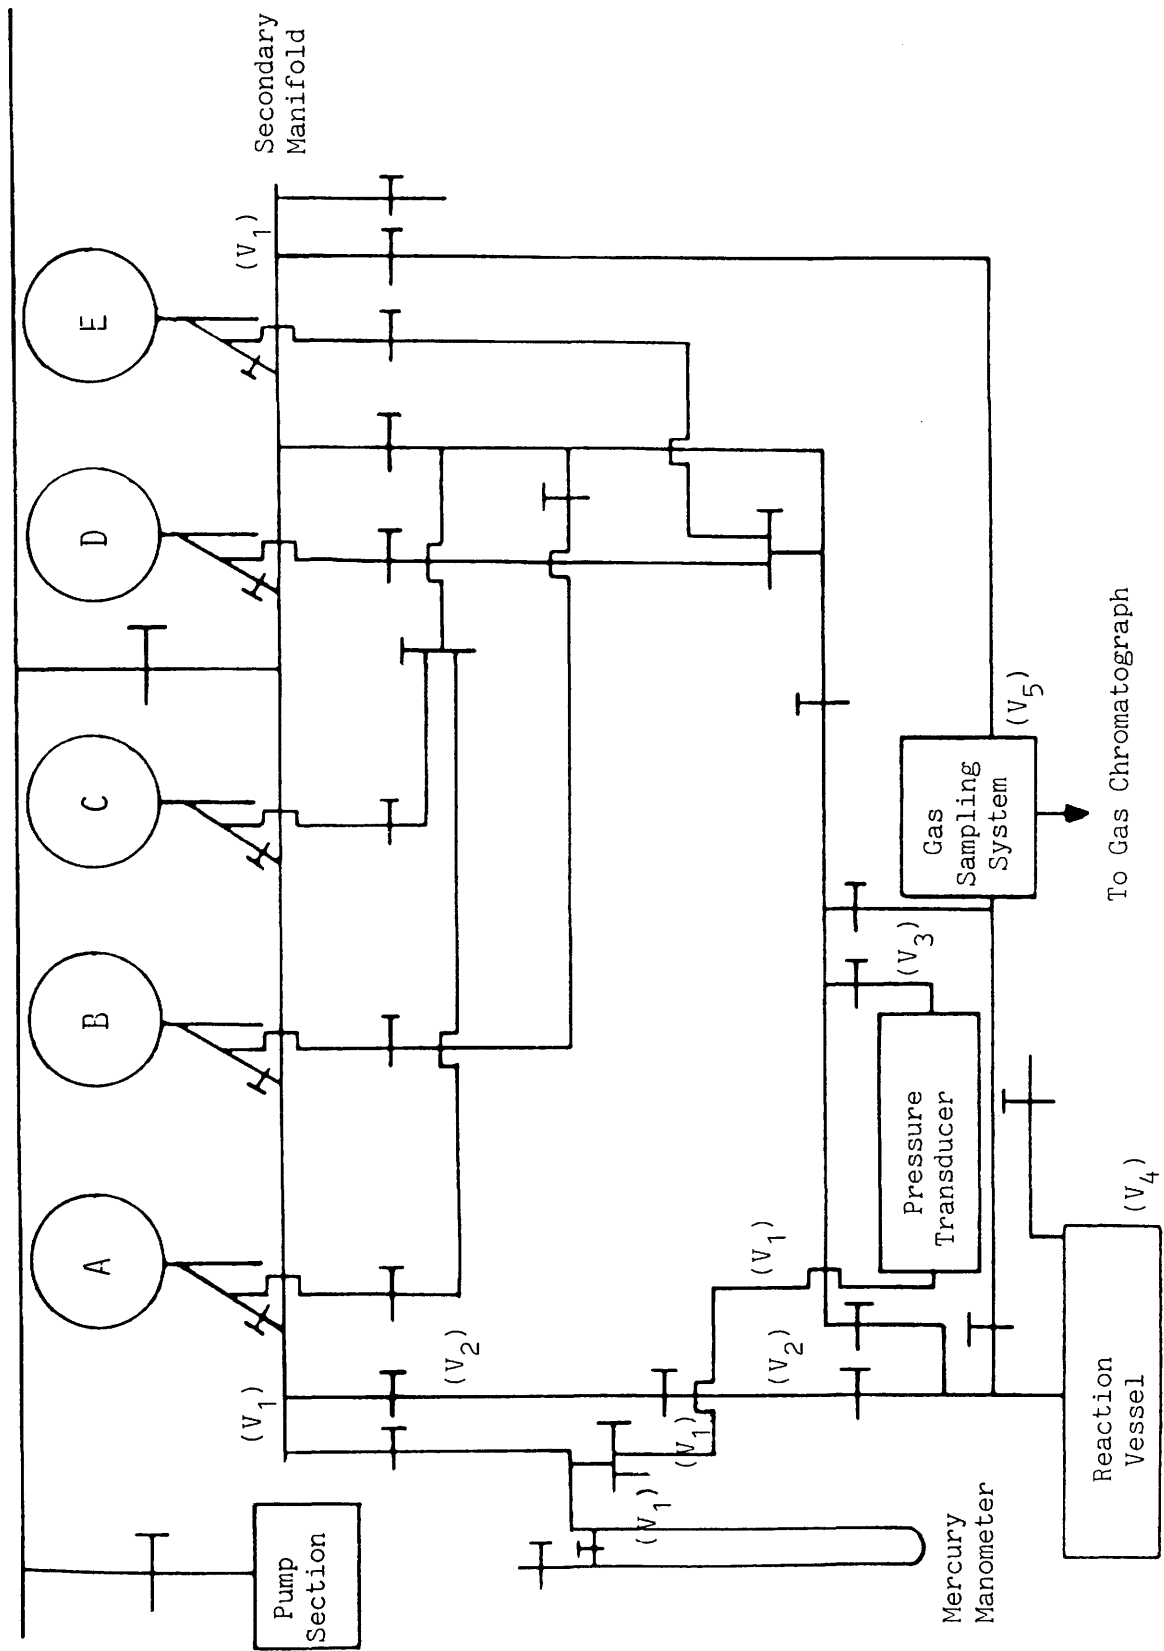 Secondary
Manifold
(V₁)
E
D
C
B
A
(V₁)
(V₂)
Pump
Section
(V₁)
(V₁)
(V₁)
(V₂)
Mercury
Manometer
Pressure
Transducer
(V₃)
Gas
Sampling
System
(V₅)
To Gas Chromatograph
Reaction
Vessel
(V₄)